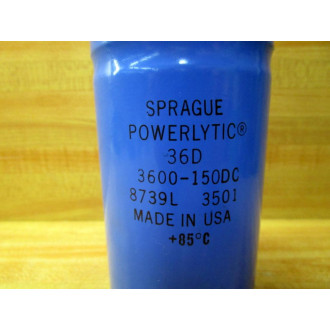 SPRAGUE
POWERLYTIC®
36D
3600-150DC
8739L 3501
MADE IN USA
+85°C